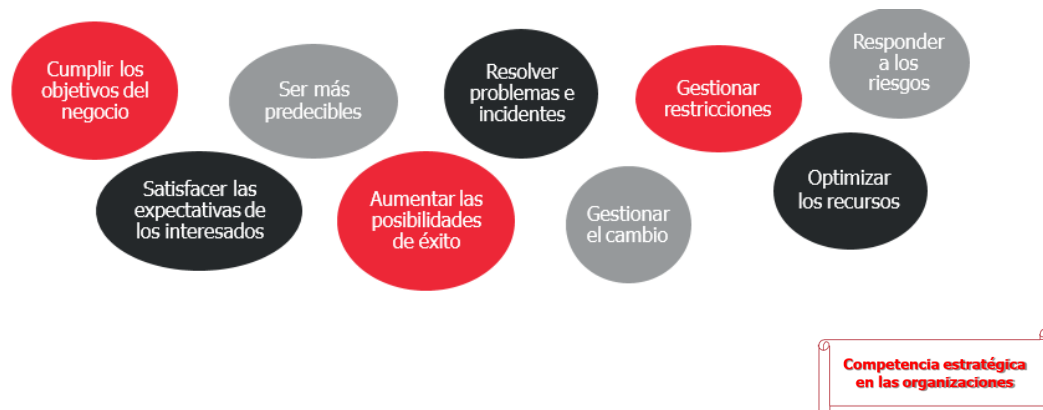 Cumplir los
objetivos del
negocio
Ser más
predecibles
Resolver
problemas e
incidentes
Gestionar
restricciones
Responder
a los
riesgos
Satisfacer las
expectativas de
los interesados
Aumentar las
posibilidades
de éxito
Gestionar
el cambio
Optimizar
los recursos
Competencia estratégica
en las organizaciones